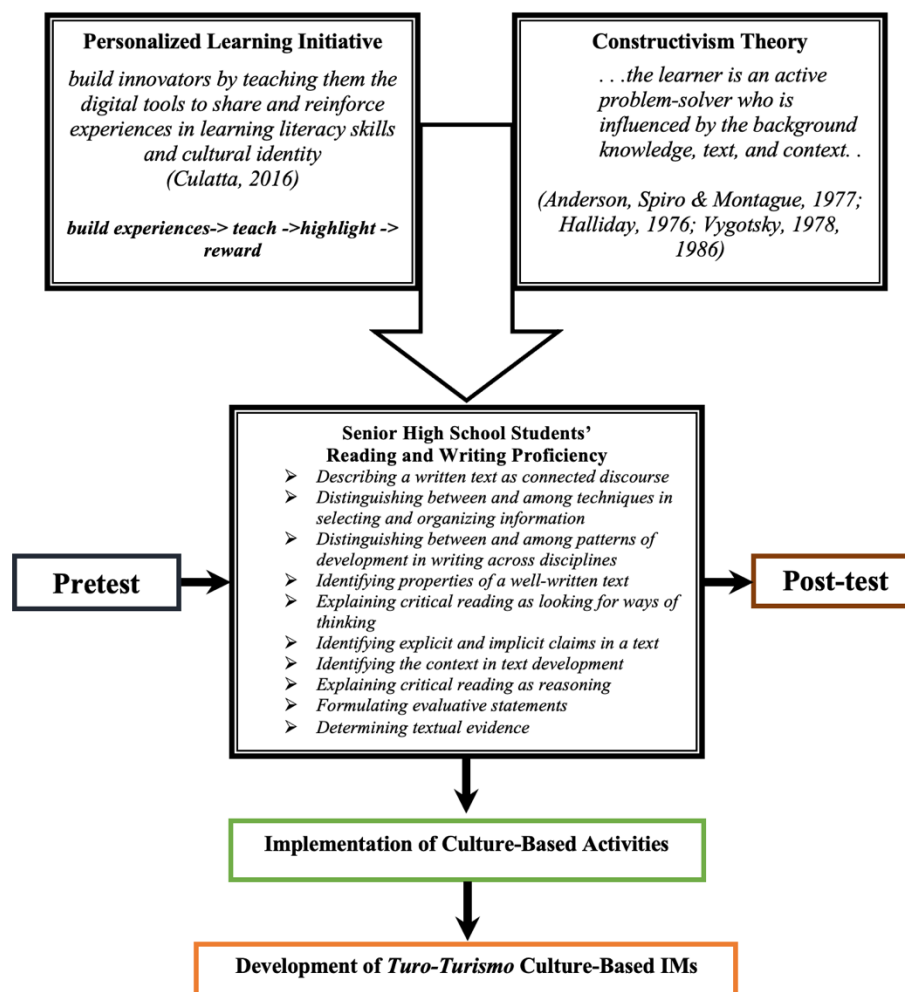 Personalized Learning Initiative
build innovators by teaching them the
digital tools to share and reinforce
experiences in learning literacy skills
and cultural identity
(Culatta, 2016)
build experiences-> teach ->highlight ->
reward
Constructivism Theory
. . .the learner is an active
problem-solver who is
influenced by the background
knowledge, text, and context. .
(Anderson, Spiro & Montague, 1977;
Halliday, 1976; Vygotsky, 1978,
1986)
Senior High School Students’
Reading and Writing Proficiency
➢ Describing a written text as connected discourse
➢ Distinguishing between and among techniques in
selecting and organizing information
➢ Distinguishing between and among patterns of
development in writing across disciplines
➢ Identifying properties of a well-written text
➢ Explaining critical reading as looking for ways of
thinking
➢ Identifying explicit and implicit claims in a text
➢ Identifying the context in text development
➢ Explaining critical reading as reasoning
➢ Formulating evaluative statements
➢ Determining textual evidence
Pretest
Post-test
Implementation of Culture-Based Activities
Development of Turo-Turismo Culture-Based IMs